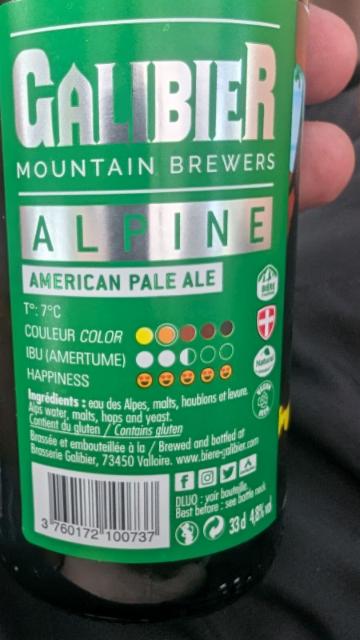 GALIBIER
MOUNTAIN BREWERS
ALPINE
AMERICAN PALE ALE
T°: 7°C
COULEUR COLOR
IBU (AMERTUME)
HAPPINESS
Ingrédients : eau des Alpes, malts, houblons et levure.
Alps water, malts, hops and yeast.
Contient du gluten / Contains gluten
Brassée et embouteillée à la / Brewed and bottled at
Brasserie Galibier, 73450 Valloire. www.biere-galibier.com
DLUO : voir bouteille.
Best before : see bottle neck
33cl 4,8% vol
3 760172 100737